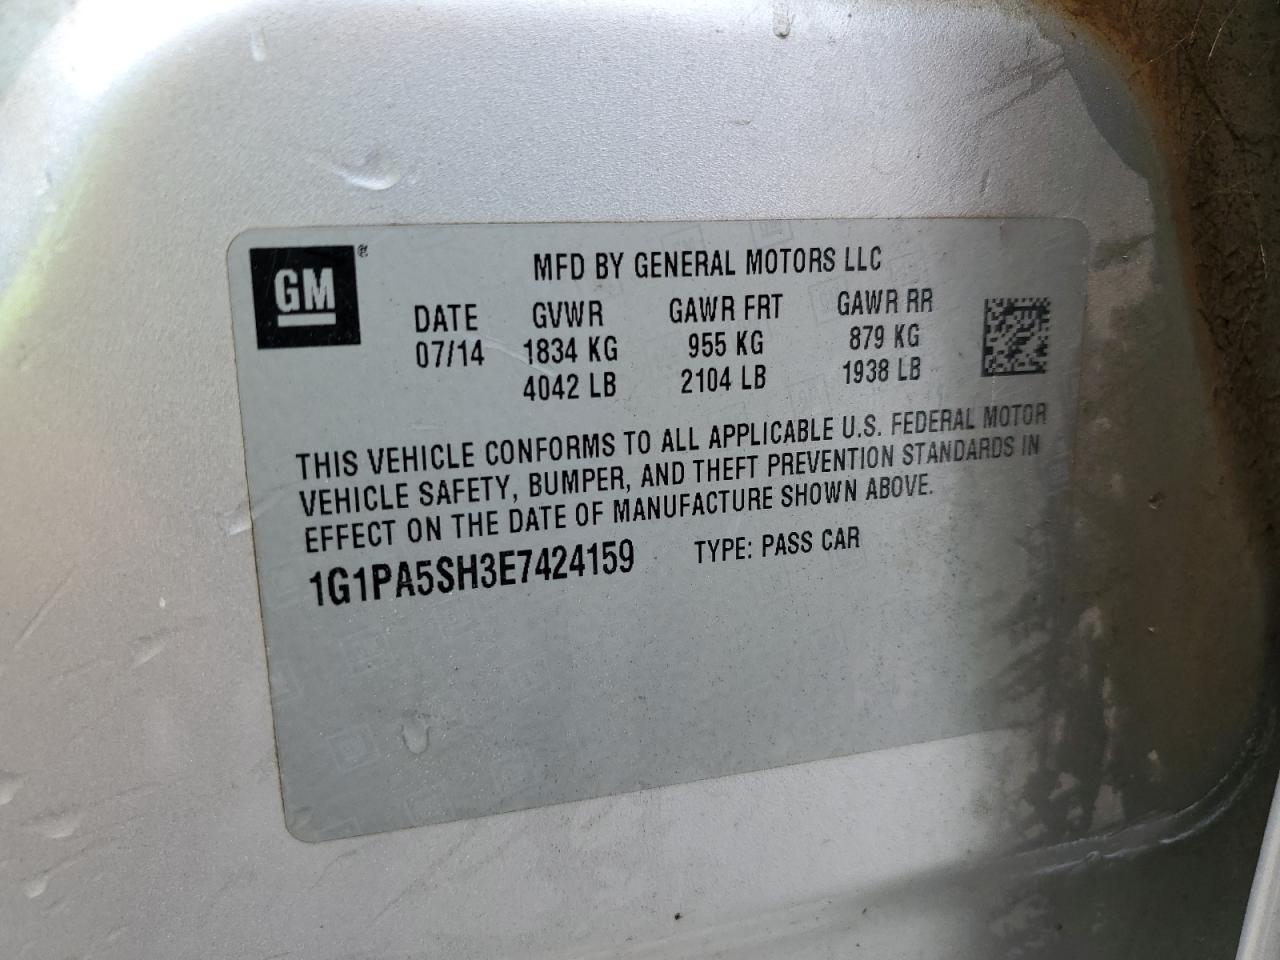 GM ®
MFD BY GENERAL MOTORS LLC
DATE GVWR GAWR FRT GAWR RR
07/14 1834 KG 955 KG 879 KG
4042 LB 2104 LB 1938 LB
THIS VEHICLE CONFORMS TO ALL APPLICABLE U.S. FEDERAL MOTOR
VEHICLE SAFETY, BUMPER, AND THEFT PREVENTION STANDARDS IN
EFFECT ON THE DATE OF MANUFACTURE SHOWN ABOVE.
1G1PA5SH3E7424159 TYPE: PASS CAR